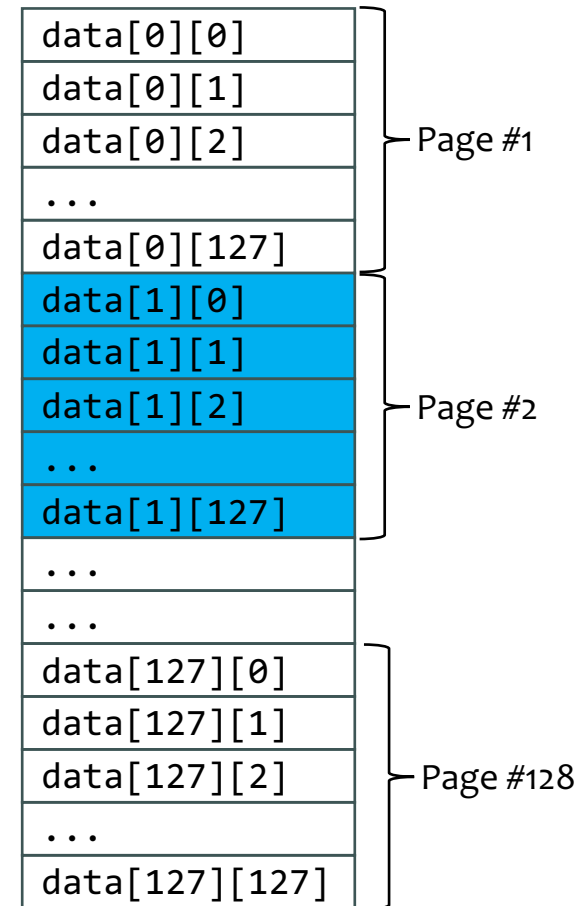 data[0][0]
data[0][1]
data[0][2]
Page #1
...
data[0][127]
data[1][0]
data[1][1]
data[1][2]
Page #2
...
data[1][127]
...
...
data[127][0]
data[127][1]
data[127][2]
Page #128
...
data[127][127]